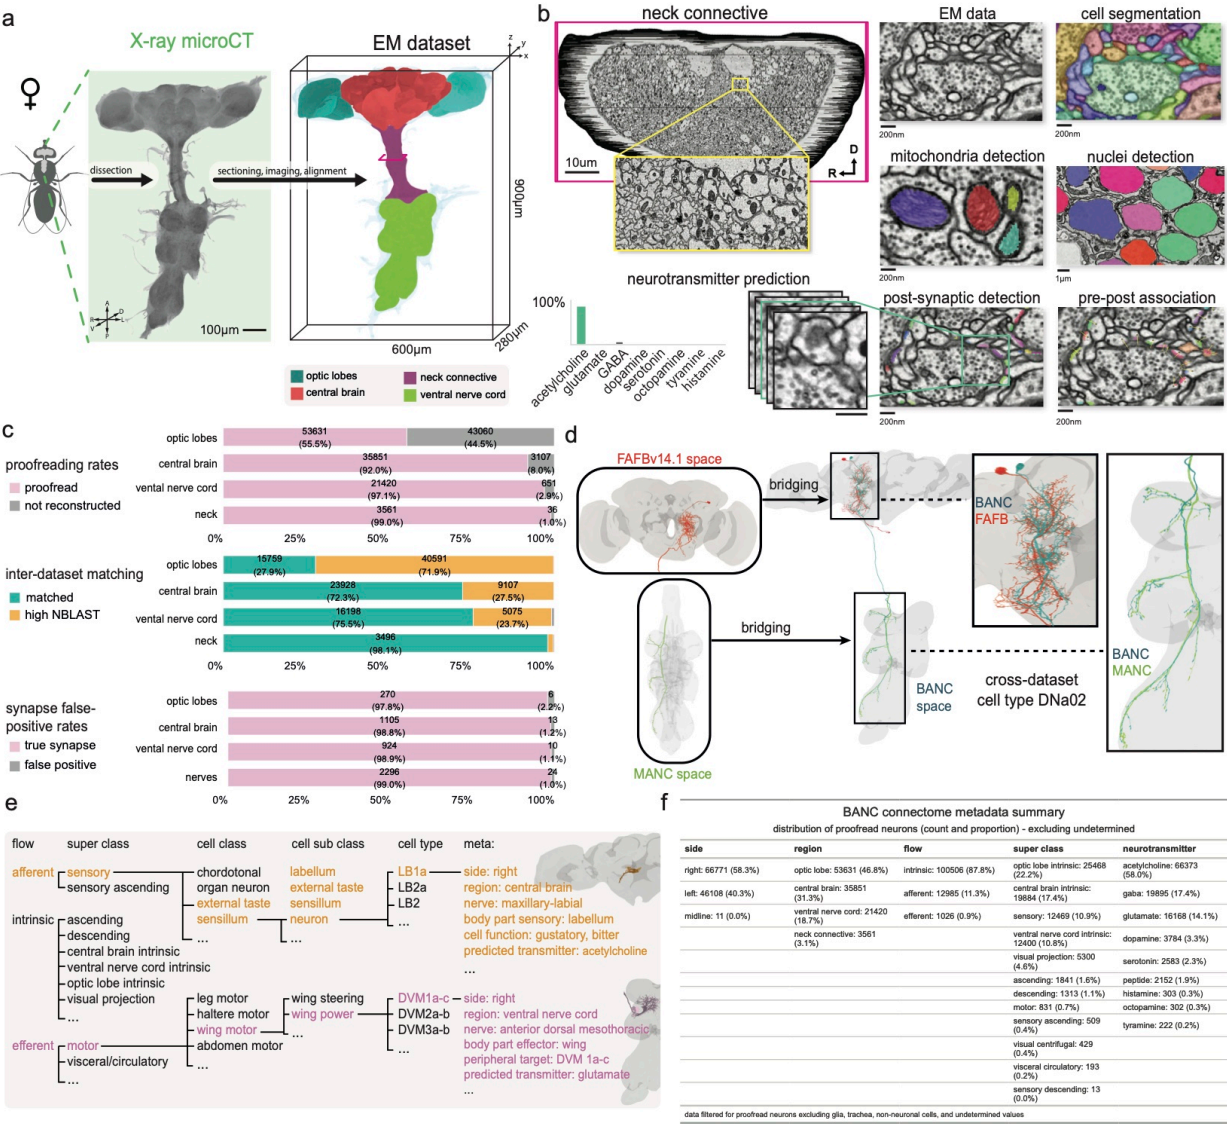 a
X-ray microCT
EM dataset
z
y
x
dissection
sectioning, imaging, alignment
900µm
600µm
280µm
100µm
A
D
R
L
V
P
optic lobes
neck connective
central brain
ventral nerve cord
b
neck connective
10um
D
R
EM data
200nm
cell segmentation
200nm
mitochondria detection
200nm
nuclei detection
1µm
neurotransmitter prediction
100%
acetylcholine
glutamate
GABA
dopamine
serotonin
octopamine
tyramine
histamine
post-synaptic detection
200nm
pre-post association
200nm
c
proofreading rates
proofread
not reconstructed
optic lobes
53631
(55.5%)
43060
(44.5%)
central brain
35851
(92.0%)
3107
(8.0%)
vental nerve cord
21420
(97.1%)
651
(2.9%)
neck
3561
(99.0%)
36
(1.0%)
0% 25% 50% 75% 100%
inter-dataset matching
matched
high NBLAST
optic lobes
15759
(27.9%)
40591
(71.9%)
central brain
23928
(72.3%)
9107
(27.5%)
vental nerve cord
16198
(75.5%)
5075
(23.7%)
neck
3496
(98.1%)
0% 25% 50% 75% 100%
synapse false-
positive rates
true synapse
false positive
optic lobes
270
(97.8%)
6
(2.2%)
central brain
1105
(98.8%)
13
(1.2%)
vental nerve cord
924
(98.9%)
10
(1.1%)
nerves
2296
(99.0%)
24
(1.0%)
0% 25% 50% 75% 100%
d
FAFBv14.1 space
bridging
BANC
FAFB
bridging
BANC
space
MANC space
cross-dataset
cell type DNa02
BANC
MANC
e
flow
super class
cell class
cell sub class
cell type
meta:
afferent
sensory
sensory ascending
chordotonal
organ neuron
external taste
sensillum
...
labellum
external taste
sensillum
neuron
...
LB1a
LB2a
LB2
...
side: right
region: central brain
nerve: maxillary-labial
body part sensory: labellum
cell function: gustatory, bitter
predicted transmitter: acetylcholine
...
intrinsic
ascending
descending
central brain intrinsic
ventral nerve cord intrinsic
optic lobe intrinsic
visual projection
...
efferent
motor
visceral/circulatory
...
leg motor
haltere motor
wing motor
abdomen motor
...
wing steering
wing power
...
DVM1a-c
DVM2a-b
DVM3a-b
...
side: right
region: ventral nerve cord
nerve: anterior dorsal mesothoracic
body part effector: wing
peripheral target: DVM 1a-c
predicted transmitter: glutamate
...
f
BANC connectome metadata summary
distribution of proofread neurons (count and proportion) - excluding undetermined
side region flow super class neurotransmitter
right: 66771 (58.3%) optic lobe: 53631 (46.8%) intrinsic: 100506 (87.8%) optic lobe intrinsic: 25468 (22.2%) acetylcholine: 66373 (58.0%)
left: 46108 (40.3%) central brain: 35851 (31.3%) afferent: 12985 (11.3%) central brain intrinsic: 19884 (17.4%) gaba: 19895 (17.4%)
midline: 11 (0.0%) ventral nerve cord: 21420 (18.7%) efferent: 1026 (0.9%) sensory: 12469 (10.9%) glutamate: 16168 (14.1%)
neck connective: 3561 (3.1%) ventral nerve cord intrinsic: 12400 (10.8%) dopamine: 3784 (3.3%)
visual projection: 5300 (4.6%) serotonin: 2583 (2.3%)
ascending: 1841 (1.6%) peptide: 2152 (1.9%)
descending: 1313 (1.1%) histamine: 303 (0.3%)
motor: 831 (0.7%) octopamine: 302 (0.3%)
sensory ascending: 509 (0.4%) tyramine: 222 (0.2%)
visual centrifugal: 429 (0.4%)
visceral circulatory: 193 (0.2%)
sensory descending: 13 (0.0%)
data filtered for proofread neurons excluding glia, trachea, non-neuronal cells, and undetermined values